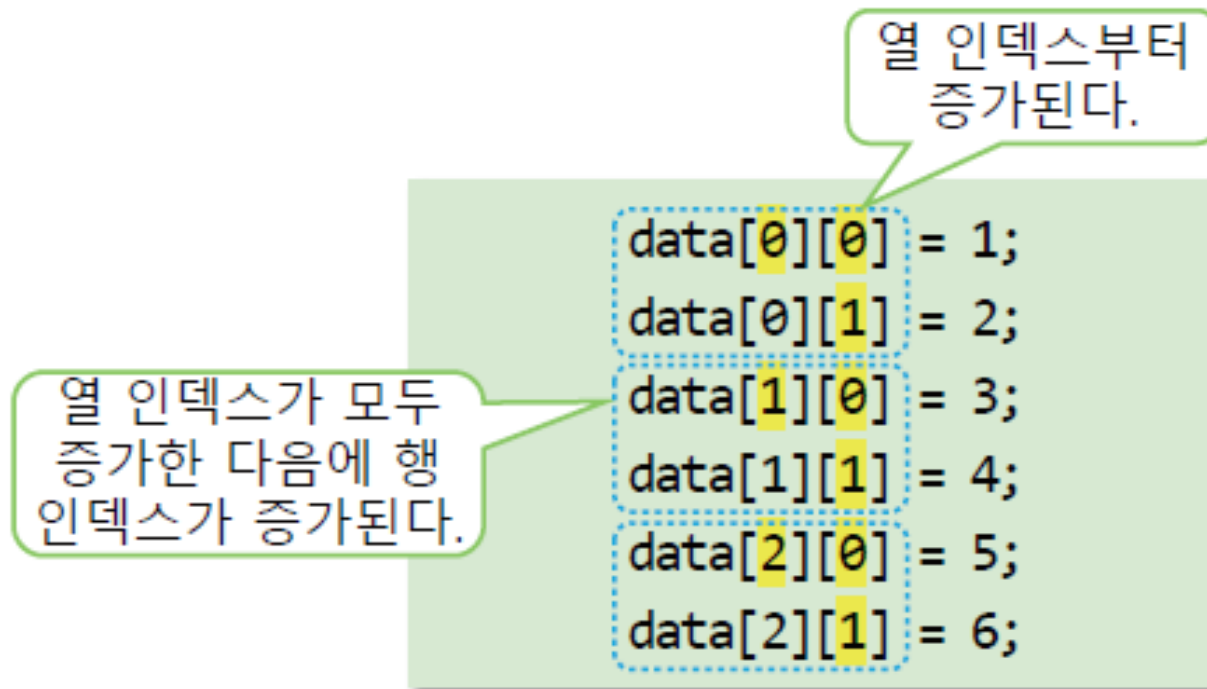 열 인덱스부터
증가된다.
data[0][0] = 1;
data[0][1] = 2;
열 인덱스가 모두
증가한 다음에 행
인덱스가 증가된다.
data[1][0] = 3;
data[1][1] = 4;
data[2][0] = 5;
data[2][1] = 6;